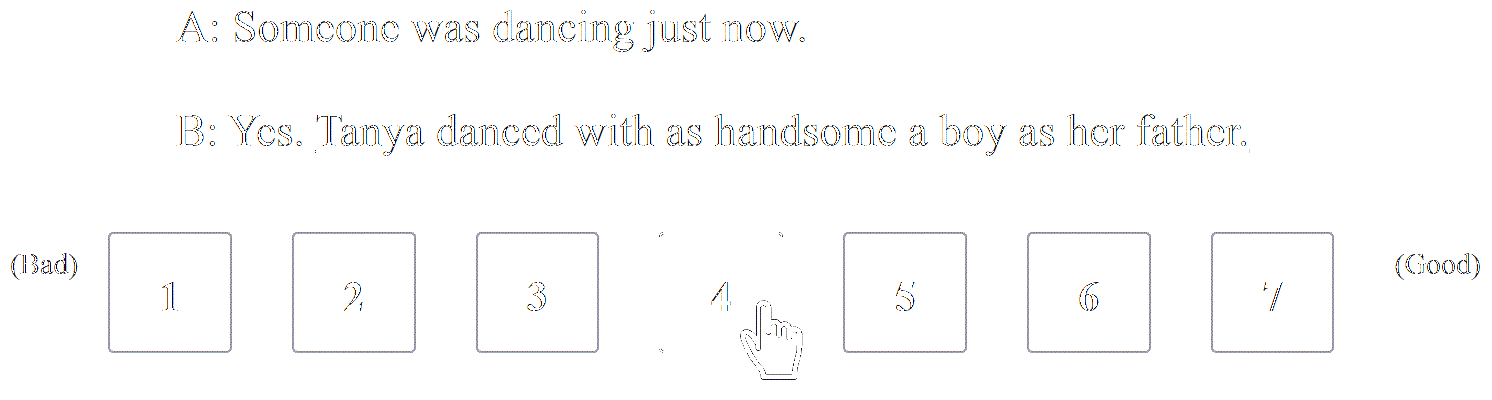 A: Someone was dancing just now.
B: Yes. Tanya danced with as handsome a boy as her father.
(Bad) 1 2 3 4 5 6 7 (Good)